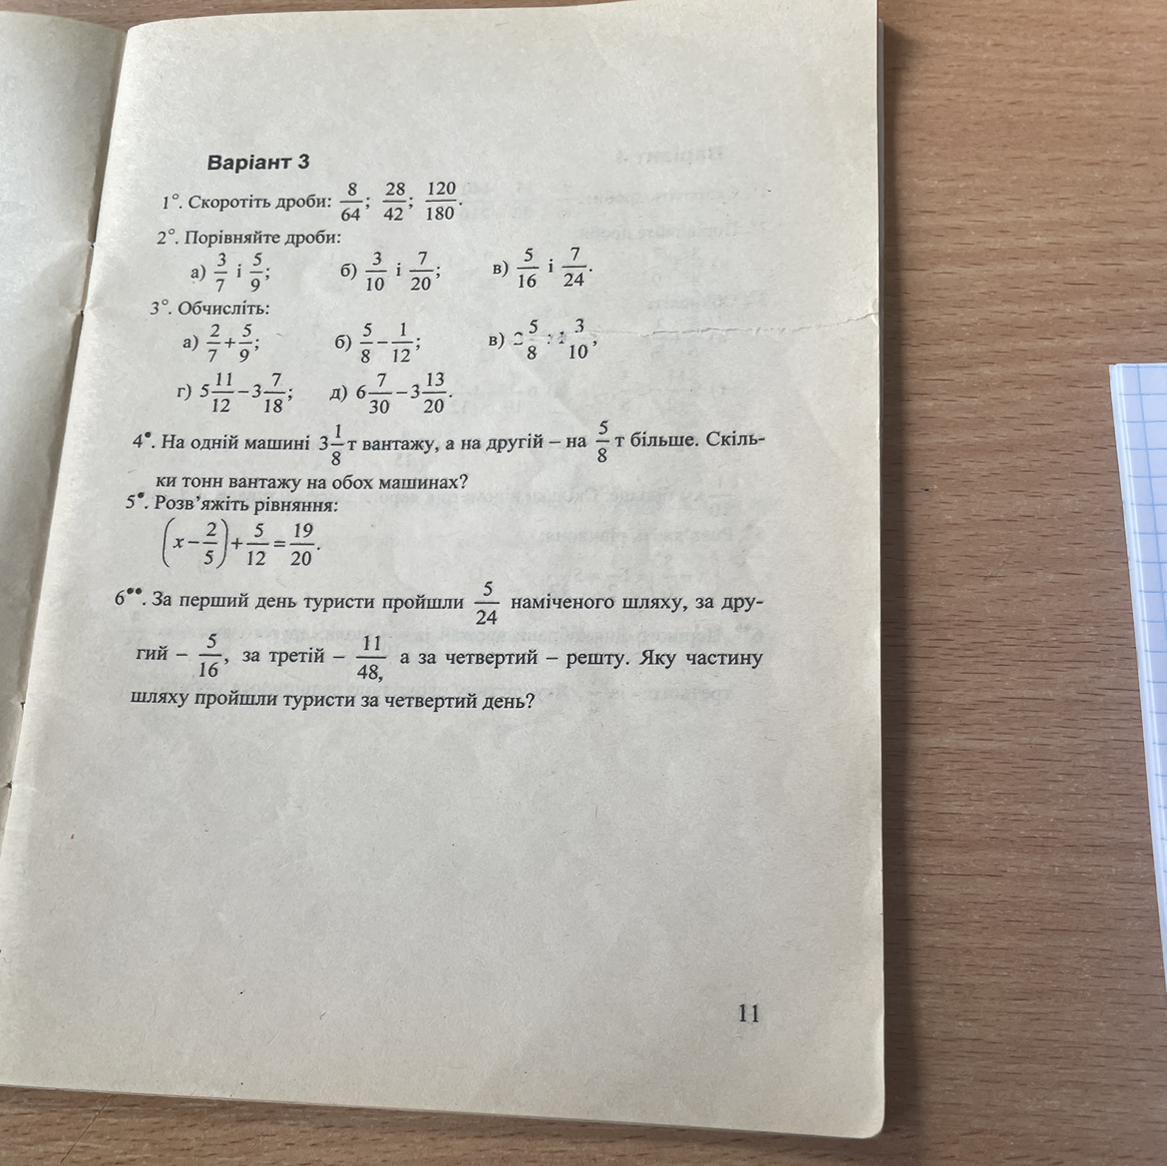 Варіант 3
1°. Скоротіть дроби: 8/64; 28/42; 120/180.
2°. Порівняйте дроби:
а) 3/7 і 5/9; б) 3/10 і 7/20; в) 5/16 і 7/24.
3°. Обчисліть:
а) 2/7 + 5/9; б) 5/8 − 1/12; в) 5/8 3/10,
г) 5 11/12 − 3 7/18; д) 6 7/30 − 3 13/20.
4•. На одній машині 3 1/8 т вантажу, а на другій – на 5/8 т більше. Скіль-
ки тонн вантажу на обох машинах?
5•. Розв’яжіть рівняння:
(x − 2/5) + 5/12 = 19/20.
6••. За перший день туристи пройшли 5/24 наміченого шляху, за дру-
гий – 5/16, за третій – 11/48, а за четвертий – решту. Яку частину
шляху пройшли туристи за четвертий день?
11